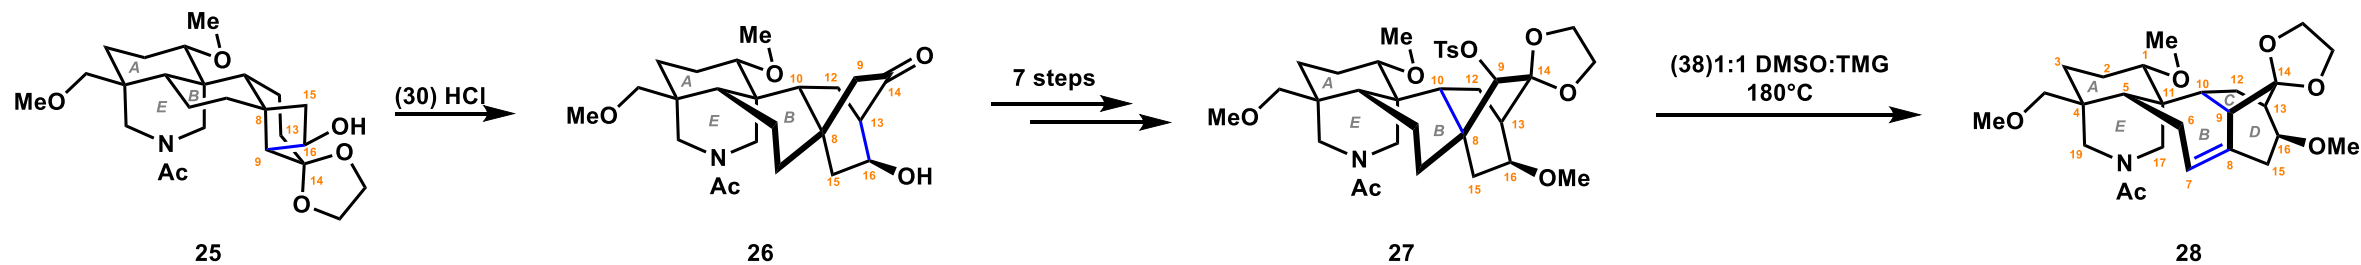 Me
O
A
B
E
MeO
N
Ac
15
8
13
OH
9
16
O
14
O
25
(30) HCl
Me
O
A
10
12
9
O
14
MeO
E
B
8
13
N
Ac
15
16
OH
26
7 steps
Me
TsO
O
O
9
14
A
10
12
O
MeO
E
B
8
13
N
Ac
15
16
OMe
27
(38)1:1 DMSO:TMG
180°C
1
Me
O
3
2
O
14
A
5
11
10
12
O
MeO
4
E
6
C
9
13
B
D
19
N
17
7
8
16
OMe
15
Ac
28